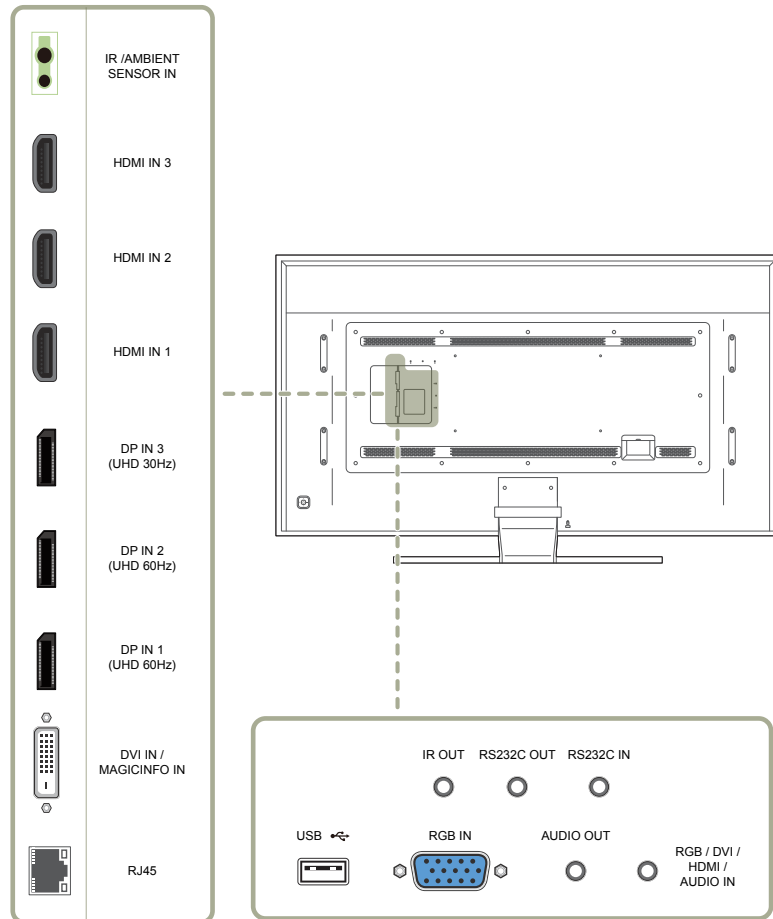 IR /AMBIENT
SENSOR IN
HDMI IN 3
HDMI IN 2
HDMI IN 1
DP IN 3
(UHD 30Hz)
DP IN 2
(UHD 60Hz)
DP IN 1
(UHD 60Hz)
DVI IN /
MAGICINFO IN
RJ45
IR OUT RS232C OUT RS232C IN
USB RGB IN AUDIO OUT
RGB / DVI /
HDMI /
AUDIO IN